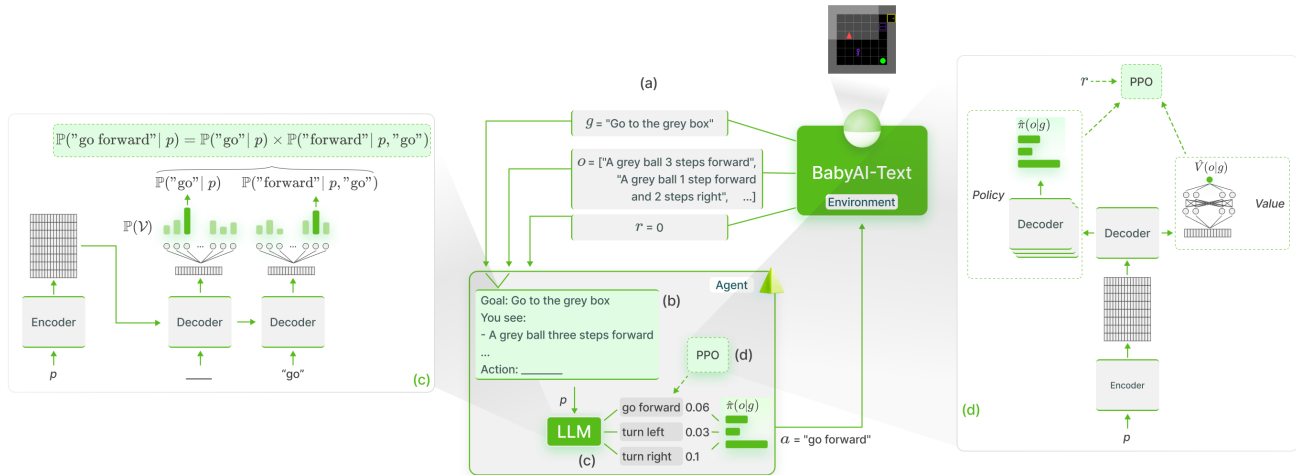 (a)
g = "Go to the grey box"
o = ["A grey ball 3 steps forward",
"A grey ball 1 step forward
and 2 steps right", ...]
r = 0
BabyAI-Text
Environment
Agent
(b)
Goal: Go to the grey box
You see:
- A grey ball three steps forward
...
Action: _______
p
LLM
(c)
PPO
(d)
go forward 0.06
turn left 0.03
turn right 0.1
π̂(o|g)
a = "go forward"
ℙ("go forward"| p) = ℙ("go"| p) × ℙ("forward"| p, "go")
ℙ("go"| p) ℙ("forward"| p, "go")
ℙ(𝒱)
... ...
Encoder
Decoder
Decoder
p
____
"go"
(c)
r
PPO
π̂(o|g)
V̂(o|g)
Policy
Value
Decoder
Decoder
Encoder
p
(d)